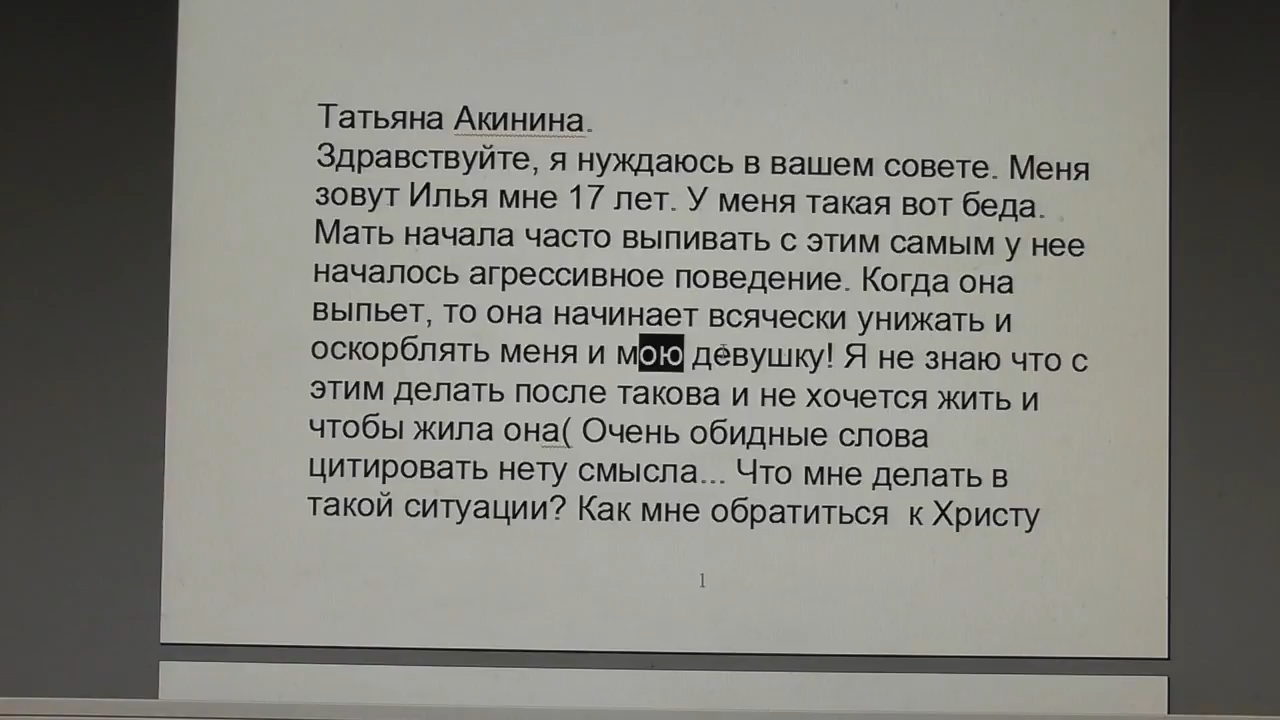 Татьяна Акинина.
Здравствуйте, я нуждаюсь в вашем совете. Меня
зовут Илья мне 17 лет. У меня такая вот беда.
Мать начала часто выпивать с этим самым у нее
началось агрессивное поведение. Когда она
выпьет, то она начинает всячески унижать и
оскорблять меня и мою девушку! Я не знаю что с
этим делать после такова и не хочется жить и
чтобы жила она( Очень обидные слова
цитировать нету смысла... Что мне делать в
такой ситуации? Как мне обратиться  к Христу
1